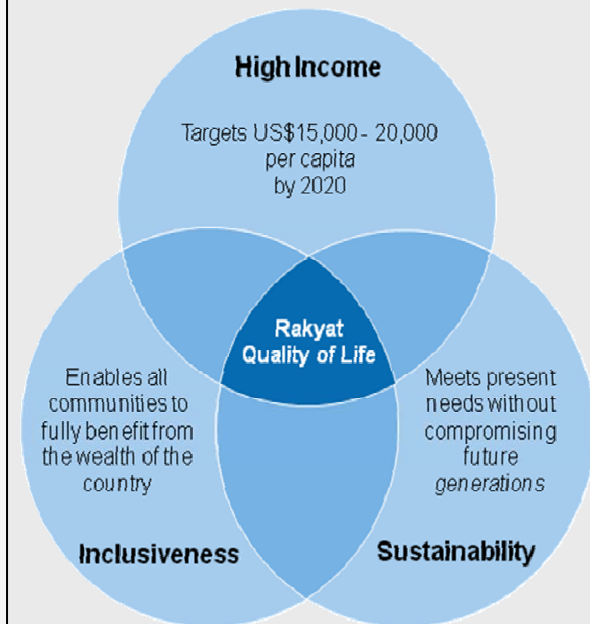 High Income
Targets US$15,000 - 20,000
per capita
by 2020
Rakyat
Quality of Life
Enables all
communities to
fully benefit from
the wealth of the
country
Inclusiveness
Meets present
needs without
compromising
future
generations
Sustainability